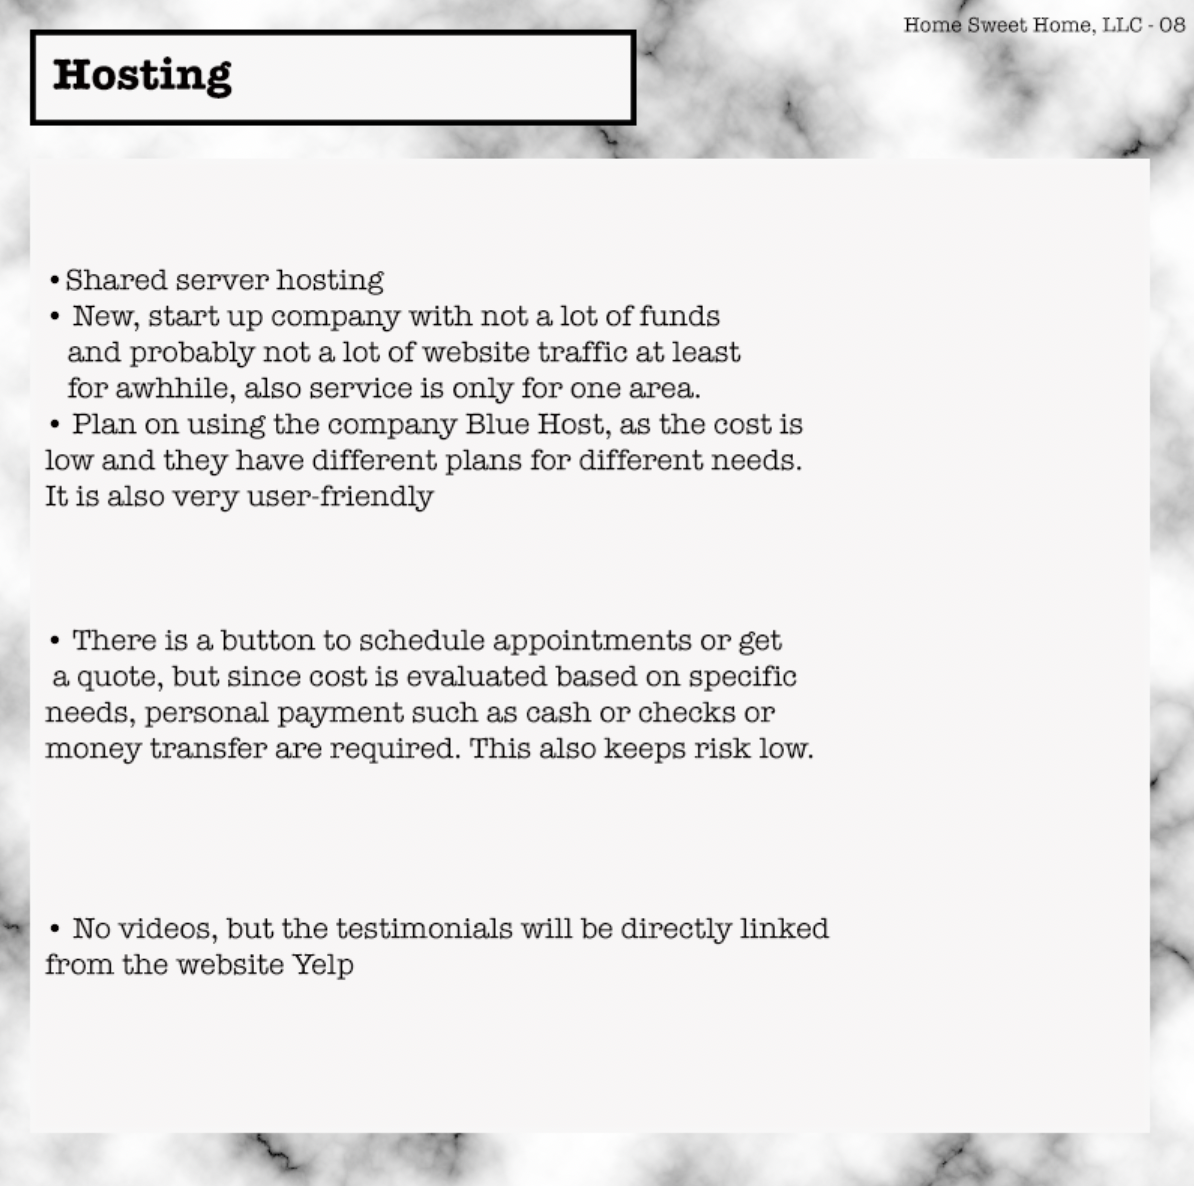 Home Sweet Home, LLC - 08
Hosting
•Shared server hosting
• New, start up company with not a lot of funds
and probably not a lot of website traffic at least
for awhhile, also service is only for one area.
• Plan on using the company Blue Host, as the cost is
low and they have different plans for different needs.
It is also very user-friendly
• There is a button to schedule appointments or get
a quote, but since cost is evaluated based on specific
needs, personal payment such as cash or checks or
money transfer are required. This also keeps risk low.
• No videos, but the testimonials will be directly linked
from the website Yelp